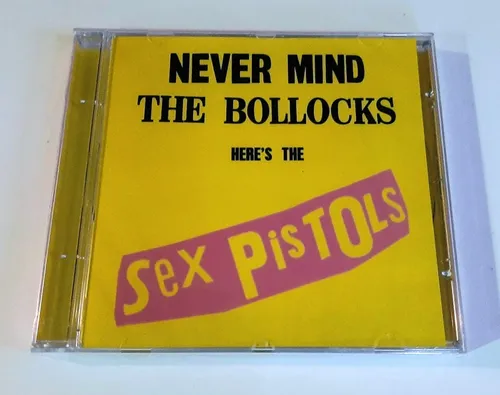 NEVER MIND
THE BOLLOCKS
HERE'S THE
Sex PiSTOLs